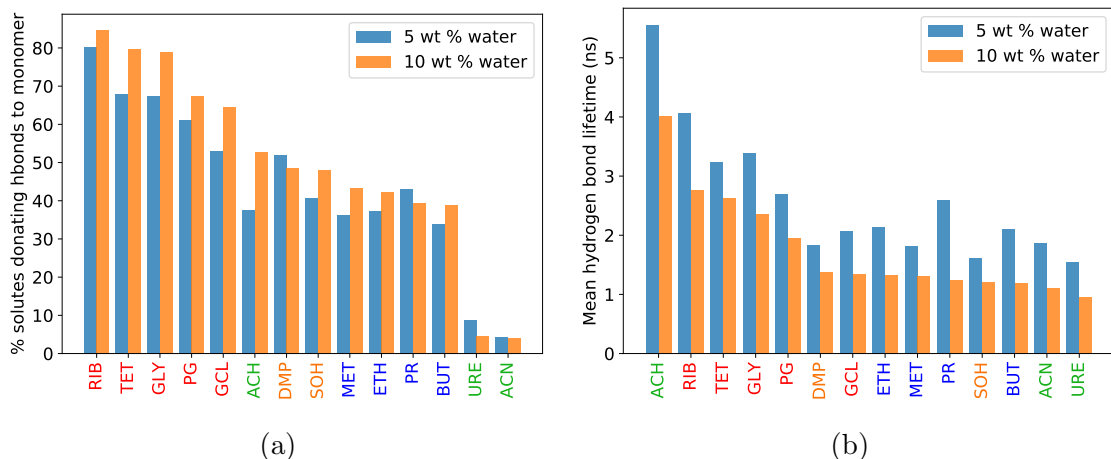 % solutes donating hbonds to monomer
80
70
60
50
40
30
20
10
0
5 wt % water
10 wt % water
RIB TET GLY PG GCL ACH DMP SOH MET ETH PR BUT URE ACN
(a)
Mean hydrogen bond lifetime (ns)
5
4
3
2
1
0
5 wt % water
10 wt % water
ACH RIB TET GLY PG DMP GCL ETH MET PR SOH BUT ACN URE
(b)